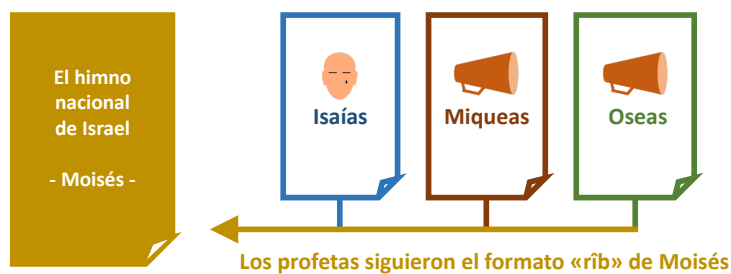 El himno
nacional
de Israel
- Moisés -
Isaías
Miqueas
Oseas
Los profetas siguieron el formato «rîb» de Moisés